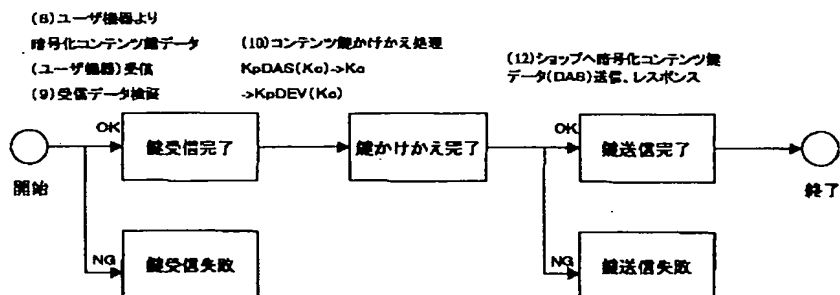 (8)ユーザ機器より
暗号化コンテンツ鍵データ
(ユーザ機器)受信
(9)受信データ検証
(10)コンテンツ鍵かけかえ処理
KpDAS(Kc)->Kc
->KpDEV(Kc)
(12)ショップへ暗号化コンテンツ鍵
データ(DAS)送信、レスポンス
OK
鍵受信完了
鍵かけかえ完了
OK
鍵送信完了
開始
終了
NG
鍵受信失敗
NG
鍵送信失敗